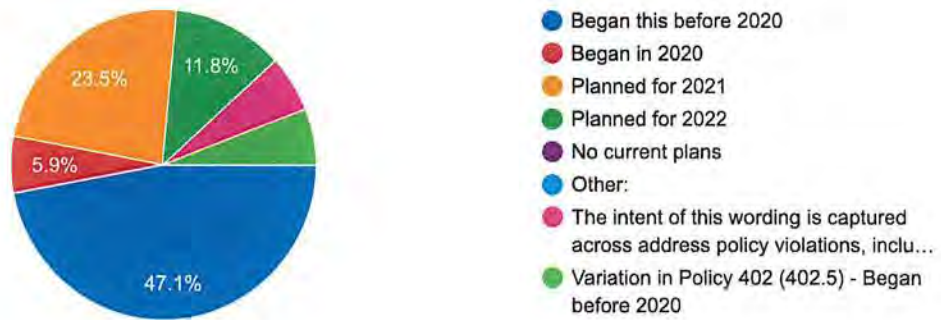 Began this before 2020
Began in 2020
Planned for 2021
Planned for 2022
No current plans
Other:
The intent of this wording is captured
across address policy violations, inclu…
Variation in Policy 402 (402.5) - Began
before 2020
11.8%
23.5%
5.9%
47.1%